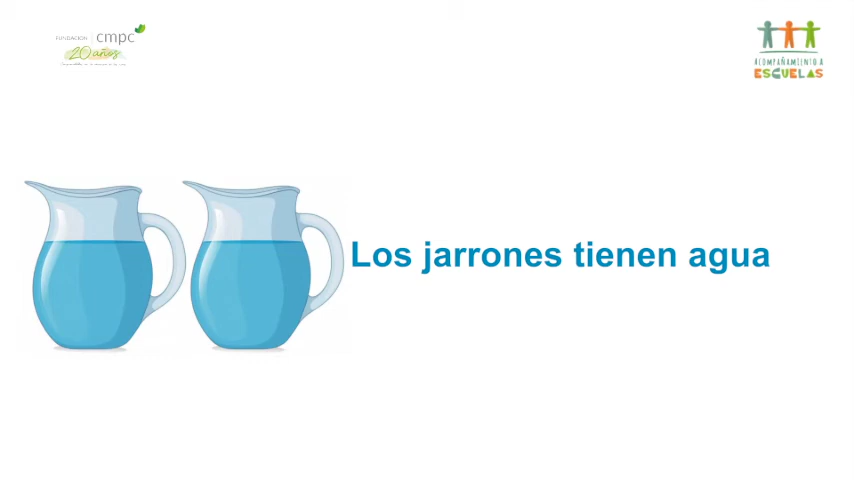 FUNDACIÓN cmpc
20 años
ACOMPAÑAMIENTO A
ESCUELAS
Los jarrones tienen agua